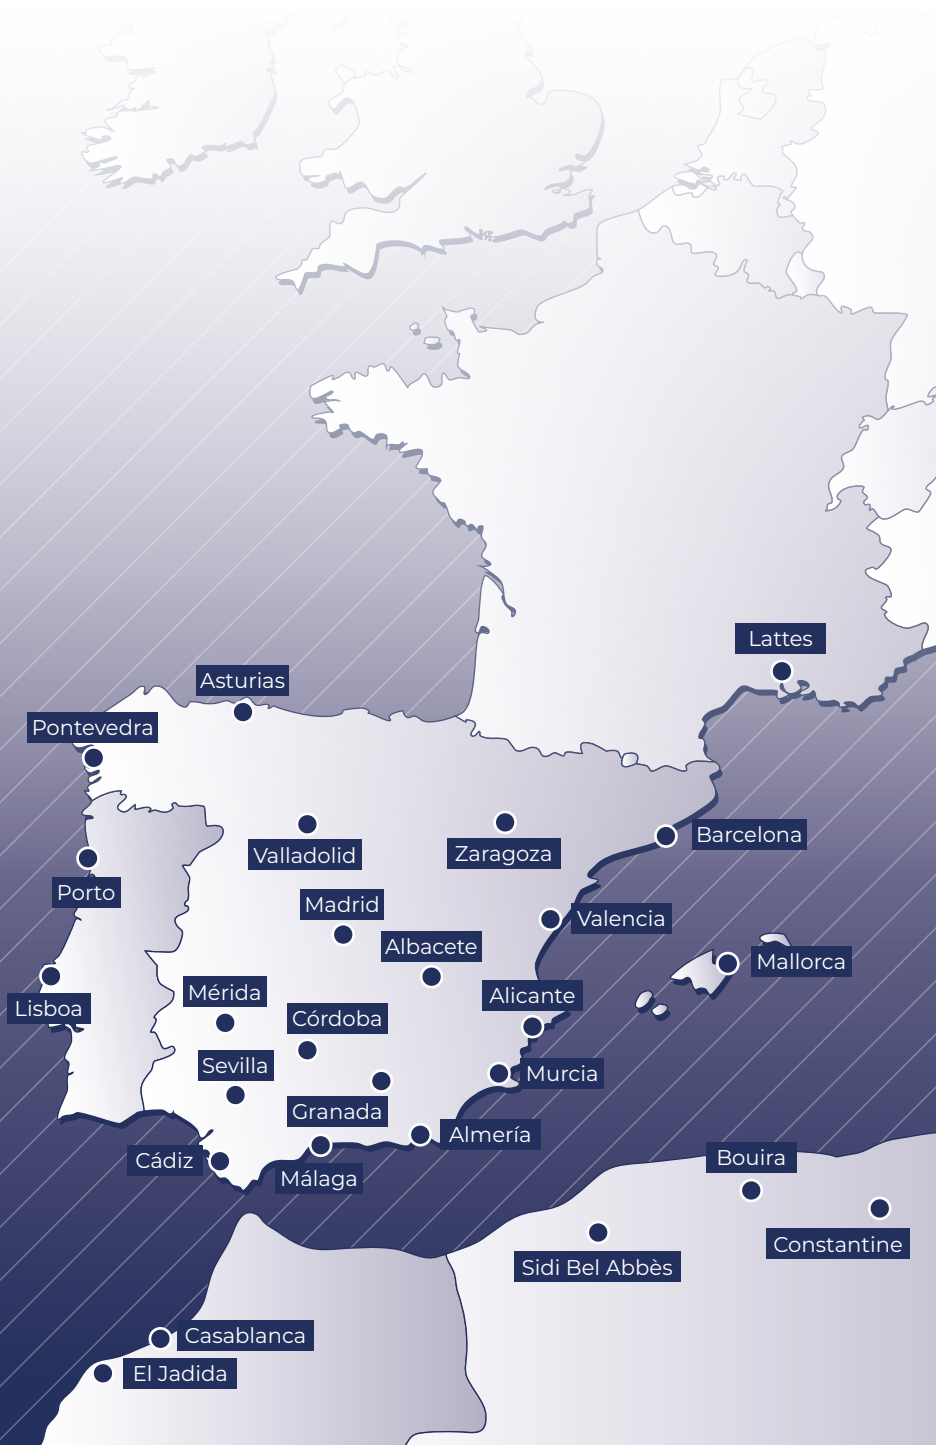 Lattes
Asturias
Pontevedra
Barcelona
Valladolid
Zaragoza
Porto
Madrid
Valencia
Albacete
Mallorca
Mérida
Alicante
Lisboa
Córdoba
Sevilla
Murcia
Granada
Almería
Cádiz
Málaga
Bouira
Constantine
Sidi Bel Abbès
Casablanca
El Jadida